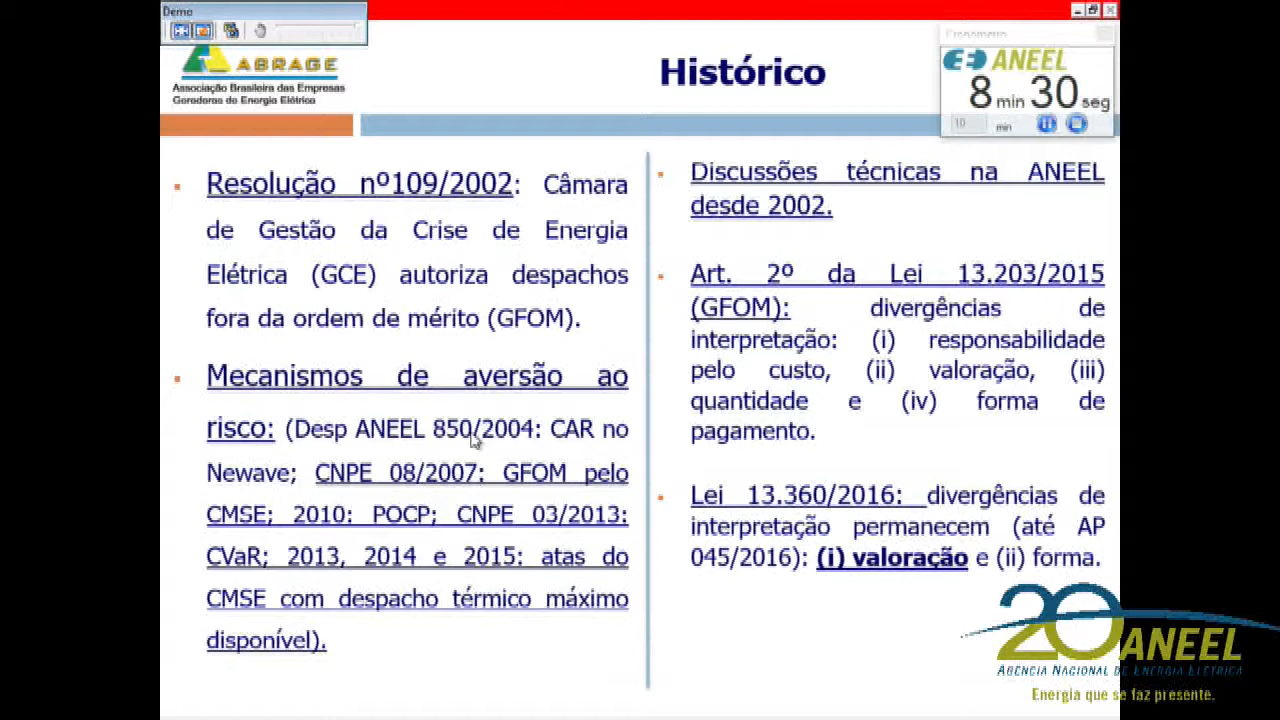 Demo
ABRAGE
Associação Brasileira das Empresas
Geradoras de Energia Elétrica
Histórico
Cronometro
ANEEL
8 min 30 seg
10 min
Resolução nº109/2002: Câmara
de Gestão da Crise de Energia
Elétrica (GCE) autoriza despachos
fora da ordem de mérito (GFOM).
Mecanismos de aversão ao
risco: (Desp ANEEL 850/2004: CAR no
Newave; CNPE 08/2007: GFOM pelo
CMSE; 2010: POCP; CNPE 03/2013:
CVaR; 2013, 2014 e 2015: atas do
CMSE com despacho térmico máximo
disponível).
Discussões técnicas na ANEEL
desde 2002.
Art. 2º da Lei 13.203/2015
(GFOM): divergências de
interpretação: (i) responsabilidade
pelo custo, (ii) valoração, (iii)
quantidade e (iv) forma de
pagamento.
Lei 13.360/2016: divergências de
interpretação permanecem (até AP
045/2016): (i) valoração e (ii) forma.
20 ANEEL
AGÊNCIA NACIONAL DE ENERGIA ELÉTRICA
Energia que se faz presente.